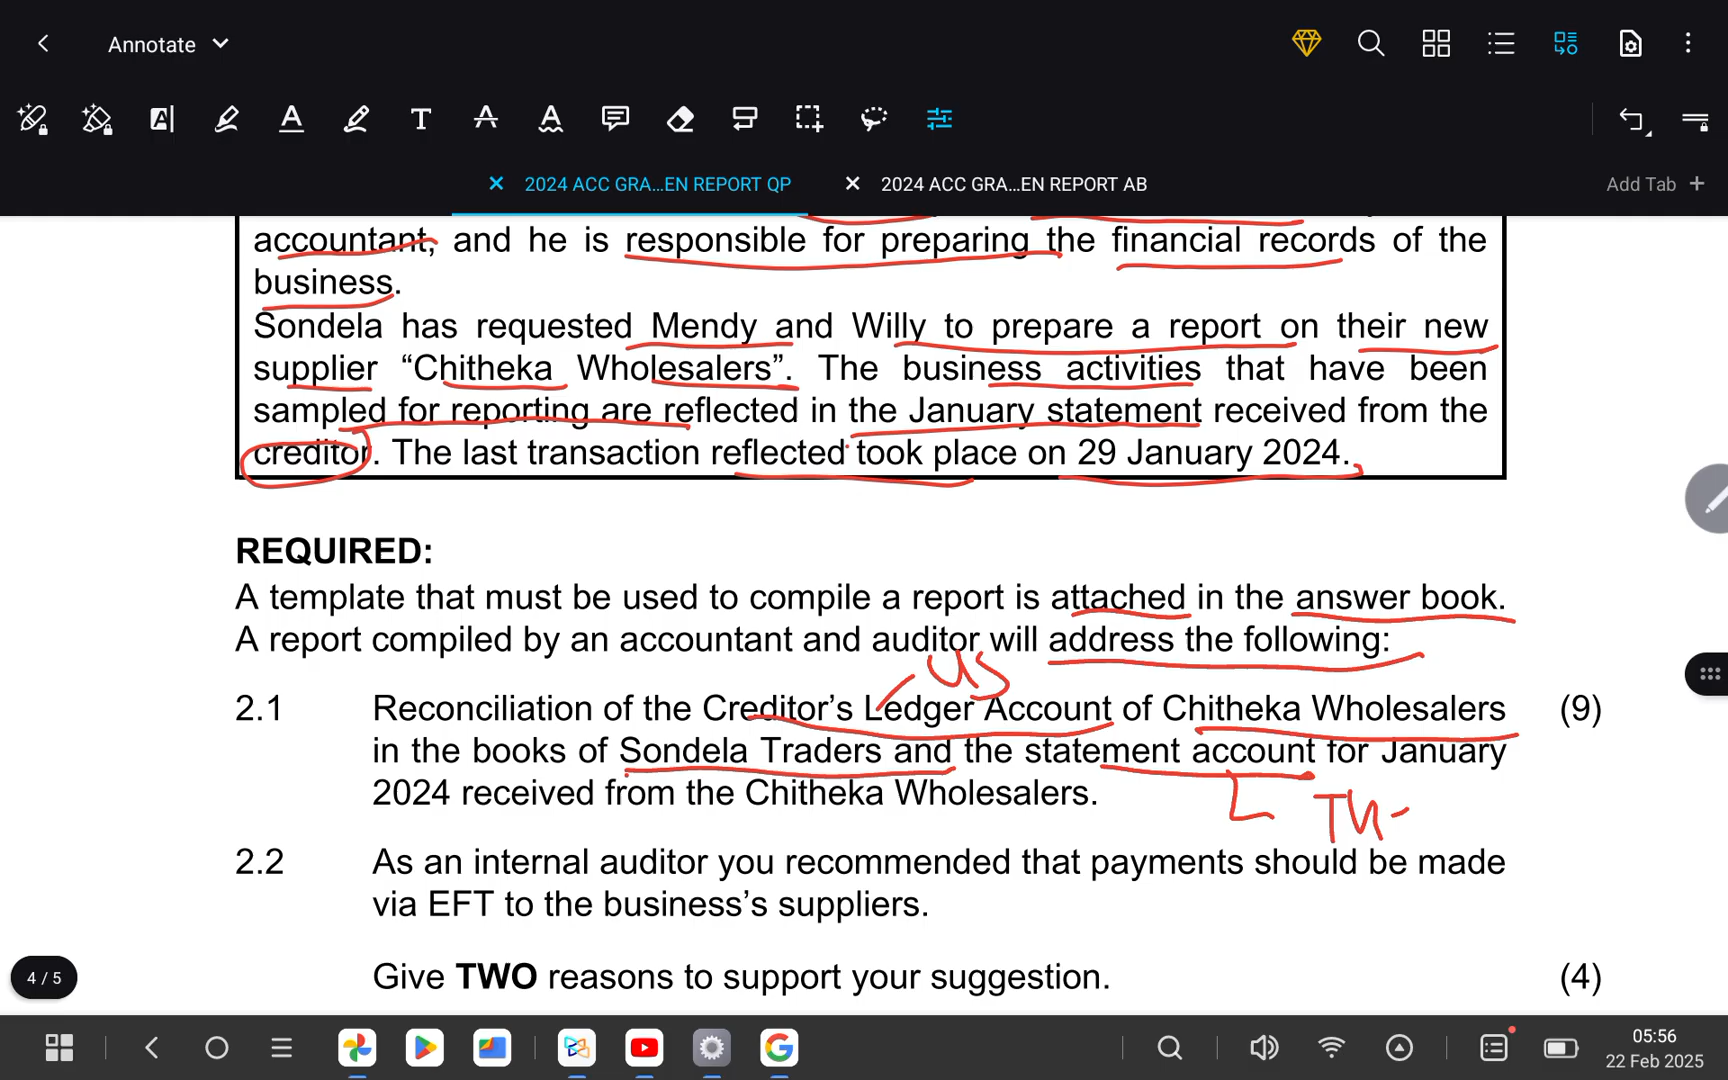 Annotate
2024 ACC GRA...EN REPORT QP
2024 ACC GRA...EN REPORT AB
Add Tab +
accountant, and he is responsible for preparing the financial records of the
business.
Sondela has requested Mendy and Willy to prepare a report on their new
supplier “Chitheka Wholesalers”. The business activities that have been
sampled for reporting are reflected in the January statement received from the
creditor. The last transaction reflected took place on 29 January 2024.
REQUIRED:
A template that must be used to compile a report is attached in the answer book.
A report compiled by an accountant and auditor will address the following:
US
2.1 Reconciliation of the Creditor’s Ledger Account of Chitheka Wholesalers (9)
in the books of Sondela Traders and the statement account for January
2024 received from the Chitheka Wholesalers.
2.2 As an internal auditor you recommended that payments should be made
via EFT to the business’s suppliers.
Give TWO reasons to support your suggestion. (4)
4 / 5
05:56
22 Feb 2025